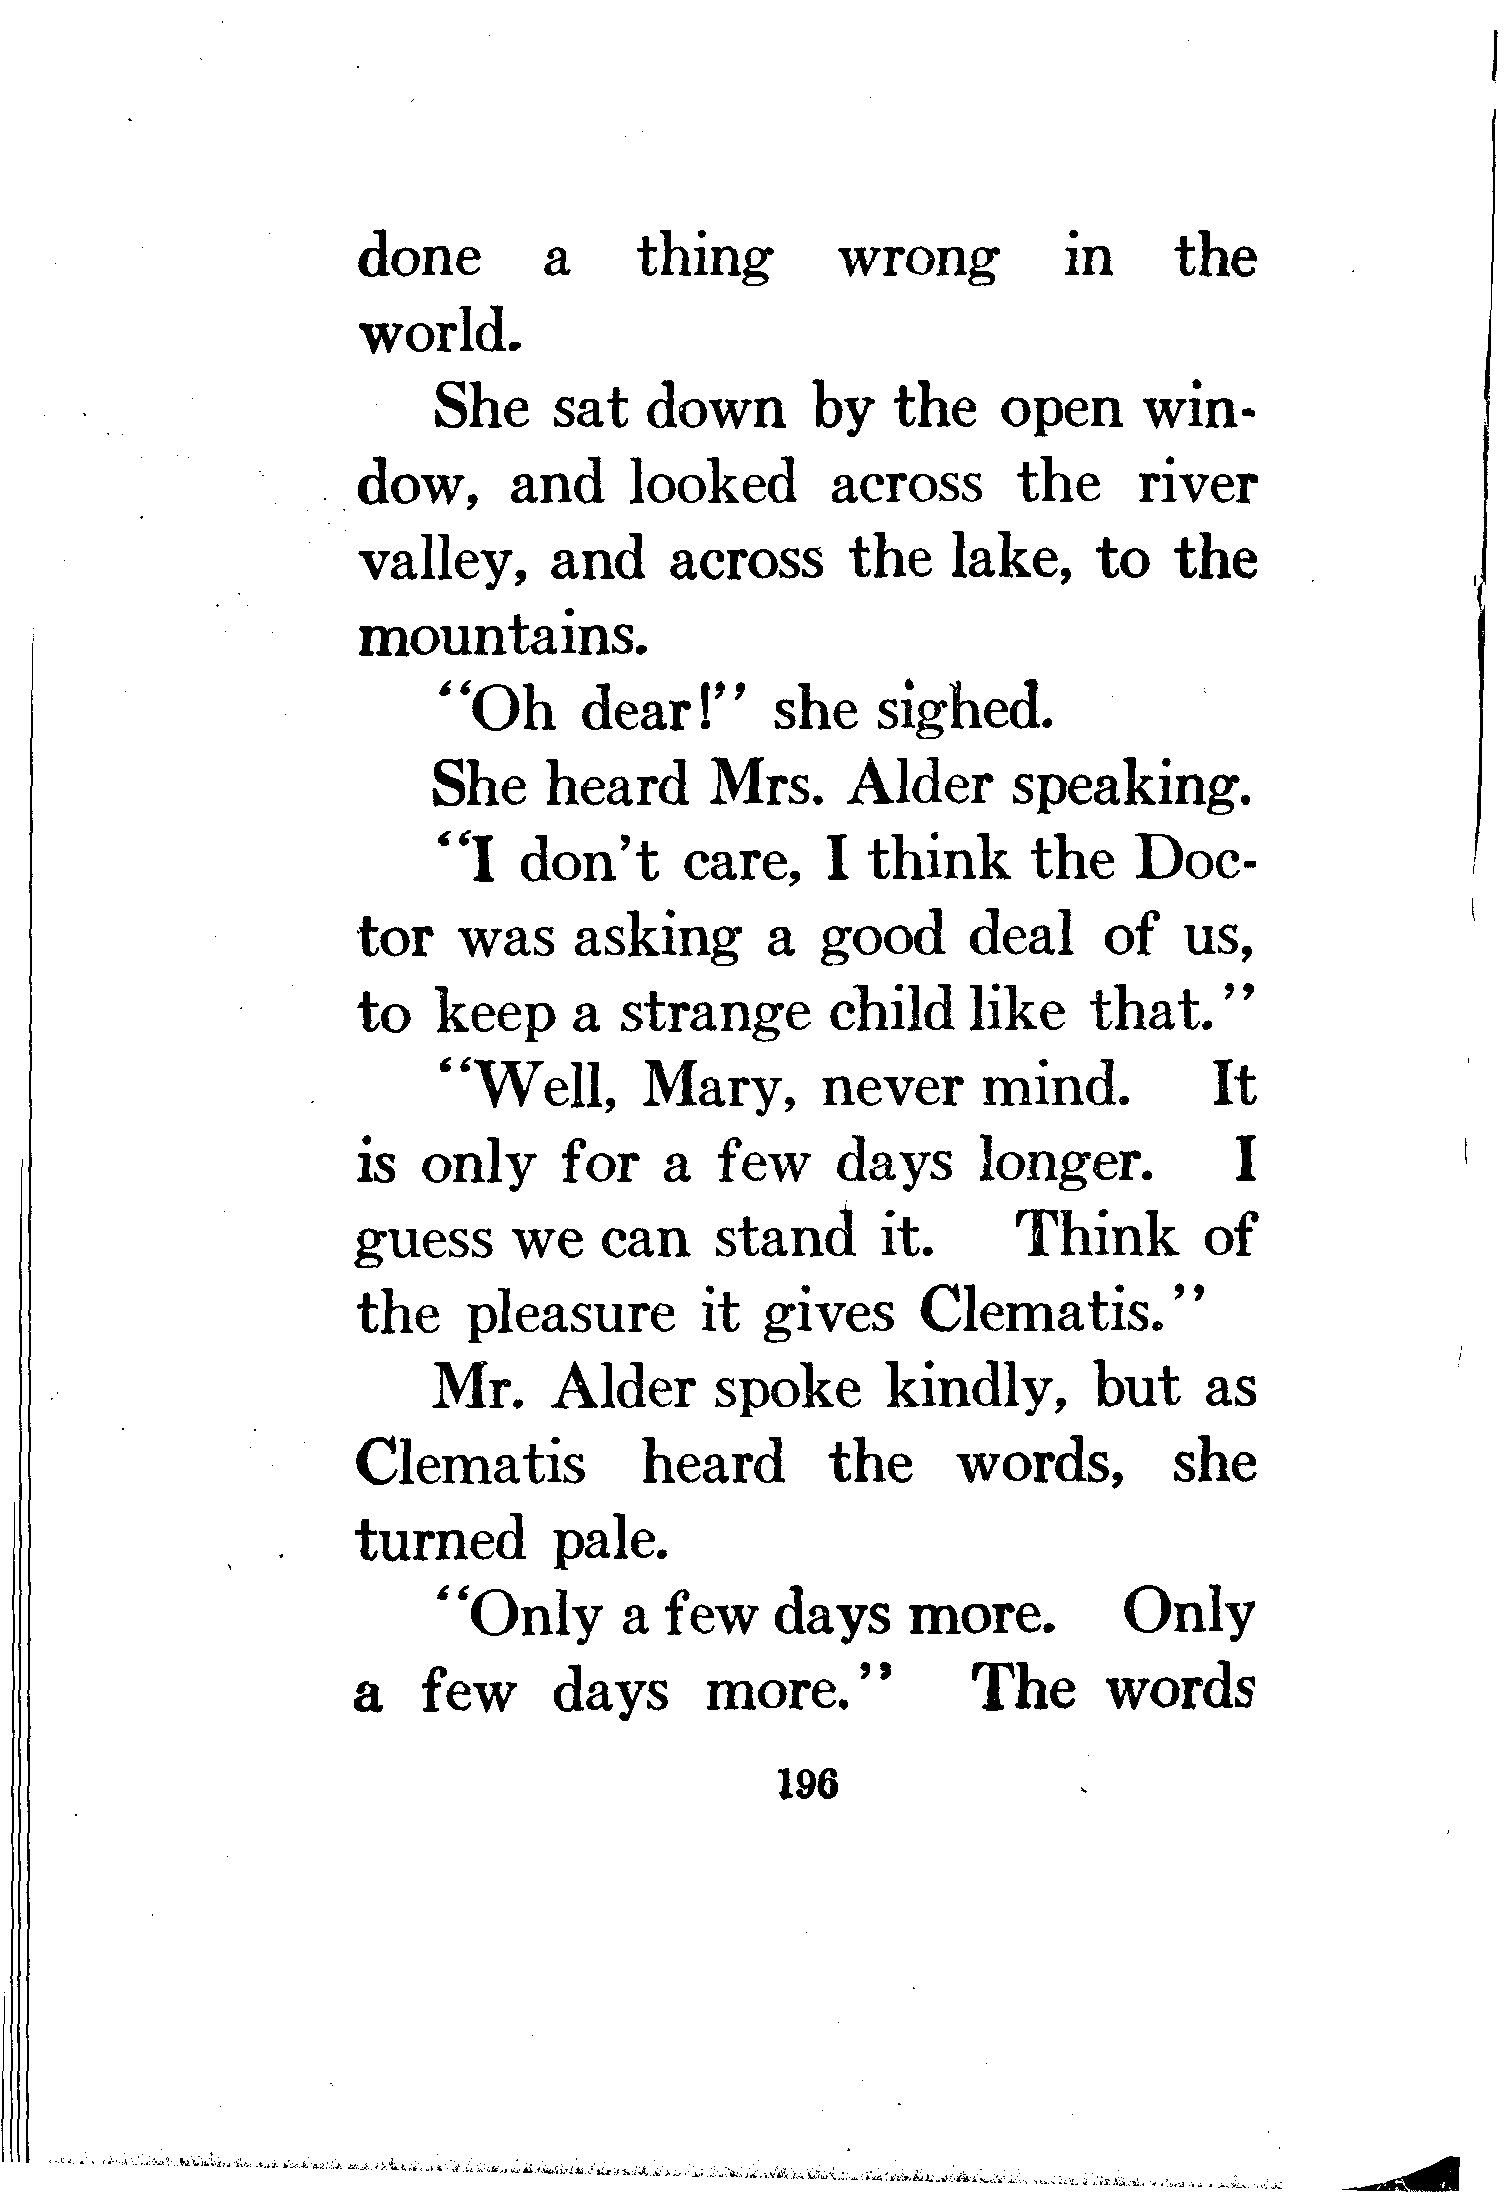 done a thing wrong in the
world.
She sat down by the open win-
dow, and looked across the river
valley, and across the lake, to the
mountains.
"Oh dear!" she sighed.
She heard Mrs. Alder speaking.
"I don't care, I think the Doc-
tor was asking a good deal of us,
to keep a strange child like that."
"Well, Mary, never mind. It
is only for a few days longer. I
guess we can stand it. Think of
the pleasure it gives Clematis."
Mr. Alder spoke kindly, but as
Clematis heard the words, she
turned pale.
"Only a few days more. Only
a few days more." The words
196